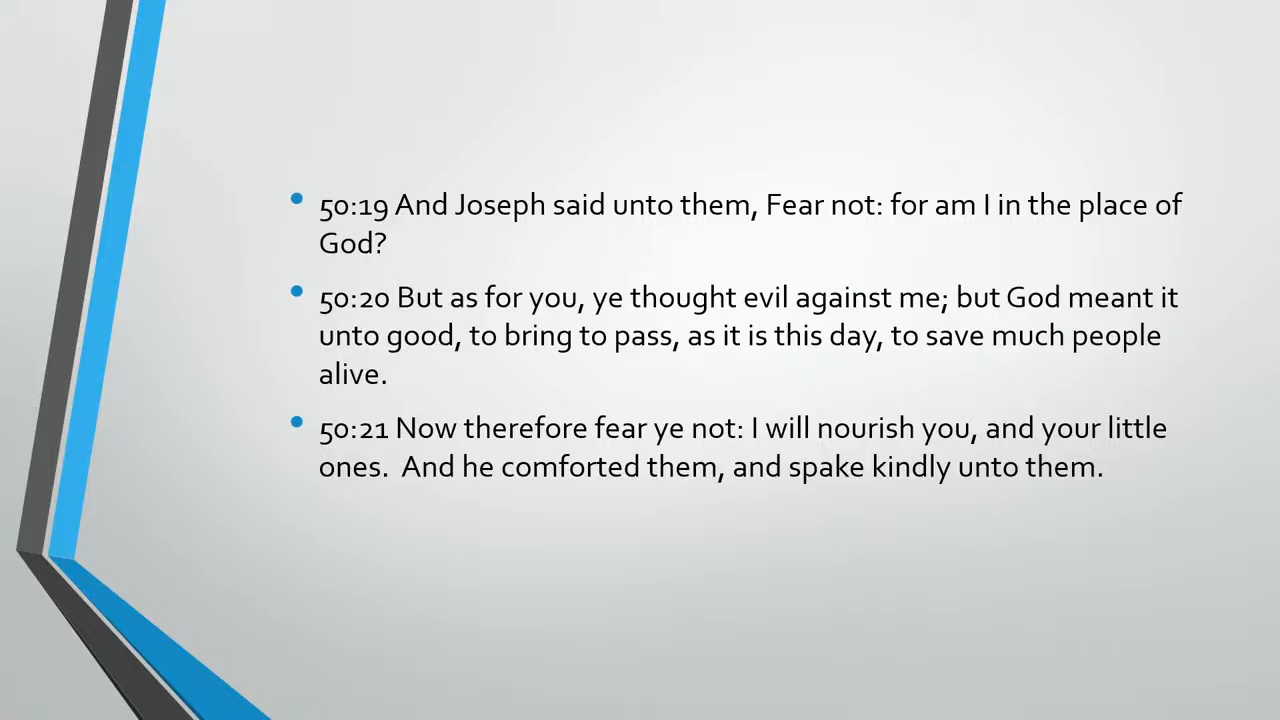 50:19 And Joseph said unto them, Fear not: for am I in the place of
God?
50:20 But as for you, ye thought evil against me; but God meant it
unto good, to bring to pass, as it is this day, to save much people
alive.
50:21 Now therefore fear ye not: I will nourish you, and your little
ones.  And he comforted them, and spake kindly unto them.